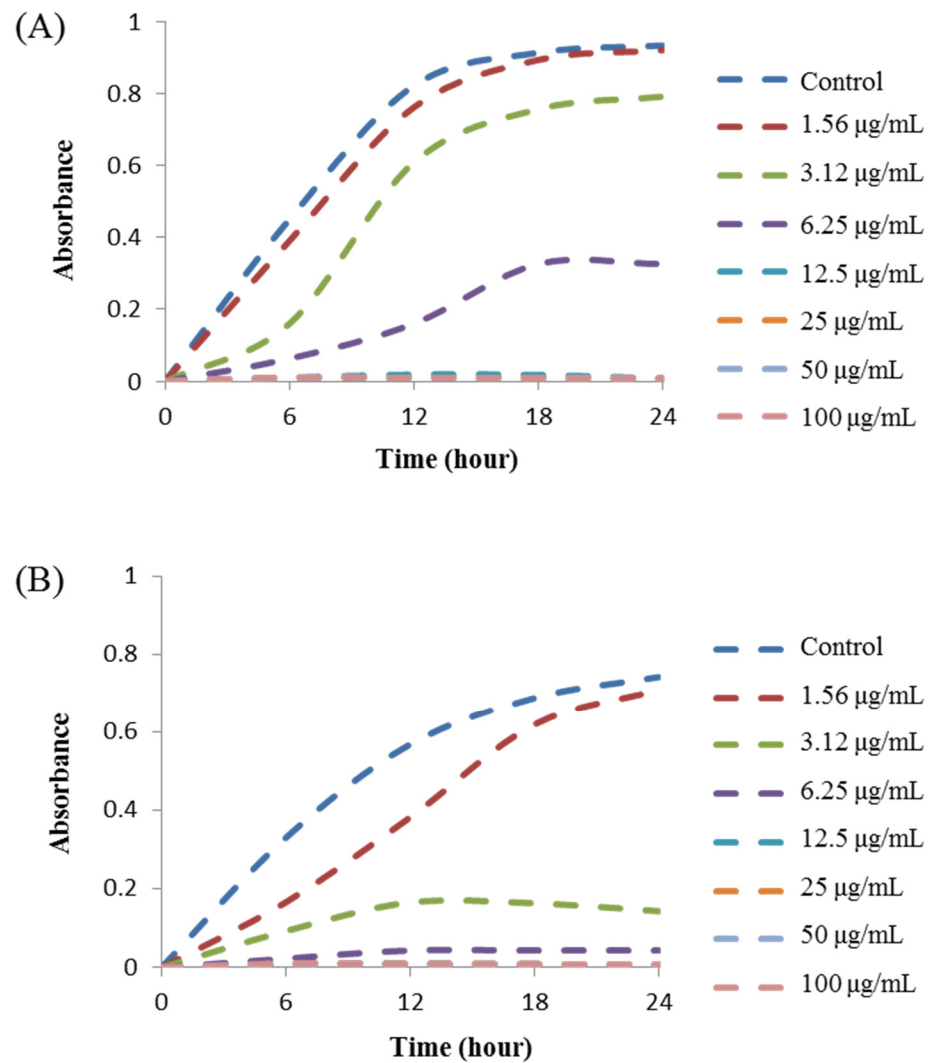 (A)
1
0.8
0.6
0.4
0.2
0
Absorbance
0 6 12 18 24
Time (hour)
Control
1.56 µg/mL
3.12 µg/mL
6.25 µg/mL
12.5 µg/mL
25 µg/mL
50 µg/mL
100 µg/mL
(B)
1
0.8
0.6
0.4
0.2
0
Absorbance
0 6 12 18 24
Time (hour)
Control
1.56 µg/mL
3.12 µg/mL
6.25 µg/mL
12.5 µg/mL
25 µg/mL
50 µg/mL
100 µg/mL